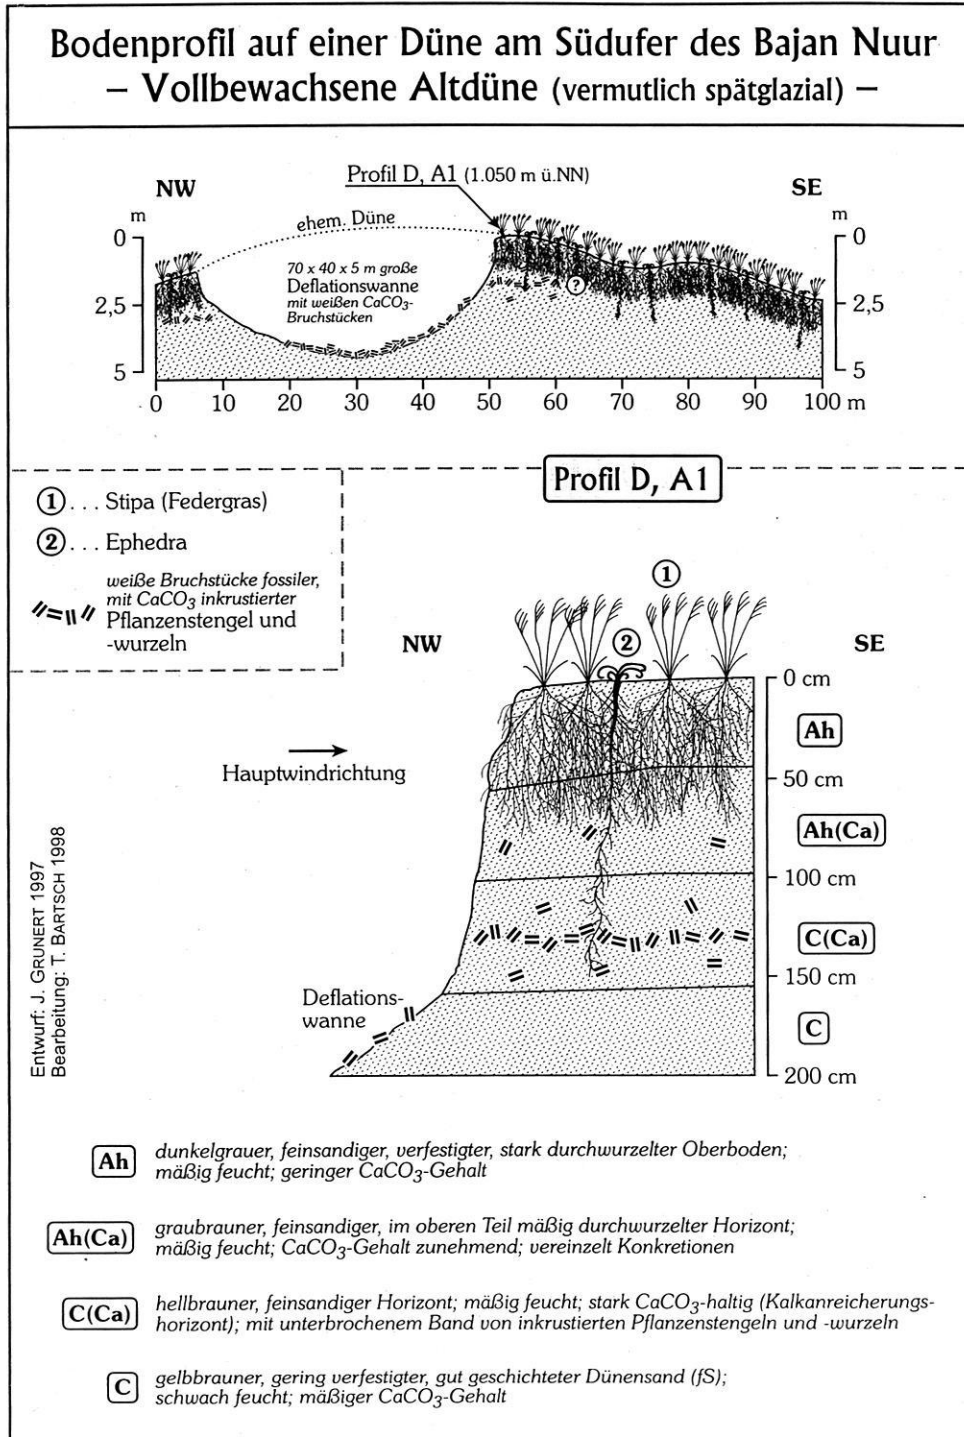 Bodenprofil auf einer Düne am Südufer des Bajan Nuur
– Vollbewachsene Altdüne (vermutlich spätglazial) –
Profil D, A1 (1.050 m ü.NN)
NW
SE
m
m
ehem. Düne
0
0
70 x 40 x 5 m große
Deflationswanne
mit weißen CaCO3-
Bruchstücken
?
2,5
2,5
5
5
0 10 20 30 40 50 60 70 80 90 100 m
Profil D, A1
1 ... Stipa (Federgras)
2 ... Ephedra
weiße Bruchstücke fossiler,
mit CaCO3 inkrustierter
Pflanzenstengel und
-wurzeln
1
2
NW
SE
0 cm
Ah
Hauptwindrichtung
50 cm
Ah(Ca)
100 cm
C(Ca)
150 cm
Deflations-
wanne
C
200 cm
Entwurf: J. GRUNERT 1997
Bearbeitung: T. BARTSCH 1998
Ah dunkelgrauer, feinsandiger, verfestigter, stark durchwurzelter Oberboden;
mäßig feucht; geringer CaCO3-Gehalt
Ah(Ca) graubrauner, feinsandiger, im oberen Teil mäßig durchwurzelter Horizont;
mäßig feucht; CaCO3-Gehalt zunehmend; vereinzelt Konkretionen
C(Ca) hellbrauner, feinsandiger Horizont; mäßig feucht; stark CaCO3-haltig (Kalkanreicherungs-
horizont); mit unterbrochenem Band von inkrustierten Pflanzenstengeln und -wurzeln
C gelbbrauner, gering verfestigter, gut geschichteter Dünensand (fS);
schwach feucht; mäßiger CaCO3-Gehalt